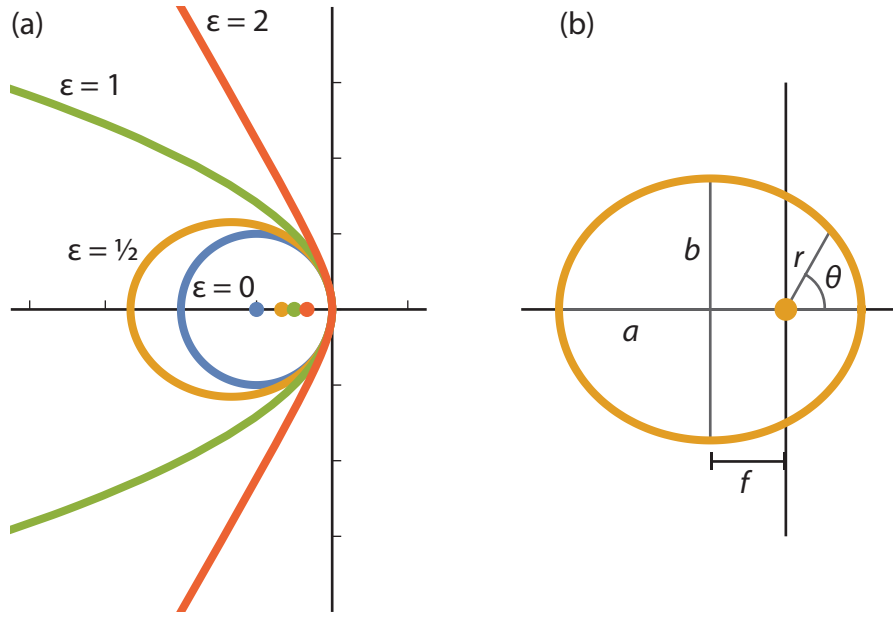 (a)
ε = 2
ε = 1
ε = ½
ε = 0
(b)
b
r
θ
a
f